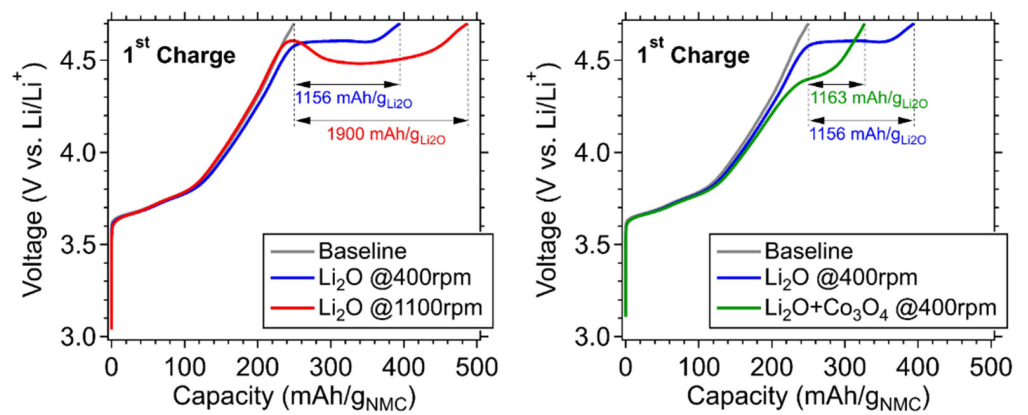 1st Charge
4.5
4.0
3.5
3.0
Voltage (V vs. Li/Li+)
1156 mAh/gLi2O
1900 mAh/gLi2O
Baseline
Li2O @400rpm
Li2O @1100rpm
0 100 200 300 400 500
Capacity (mAh/gNMC)
1st Charge
4.5
4.0
3.5
3.0
Voltage (V vs. Li/Li+)
1163 mAh/gLi2O
1156 mAh/gLi2O
Baseline
Li2O @400rpm
Li2O+Co3O4 @400rpm
0 100 200 300 400 500
Capacity (mAh/gNMC)